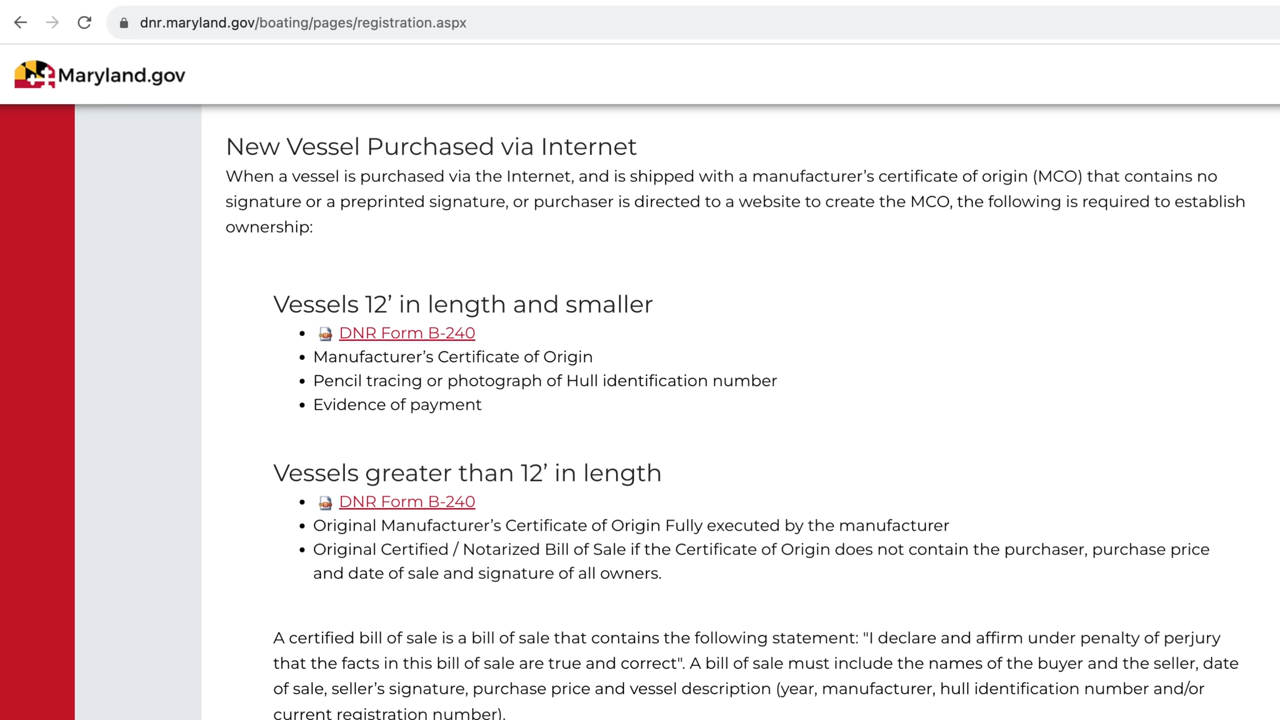 dnr.maryland.gov/boating/pages/registration.aspx
Maryland.gov
New Vessel Purchased via Internet
When a vessel is purchased via the Internet, and is shipped with a manufacturer’s certificate of origin (MCO) that contains no
signature or a preprinted signature, or purchaser is directed to a website to create the MCO, the following is required to establish
ownership:
Vessels 12’ in length and smaller
• DNR Form B-240
• Manufacturer’s Certificate of Origin
• Pencil tracing or photograph of Hull identification number
• Evidence of payment
Vessels greater than 12’ in length
• DNR Form B-240
• Original Manufacturer’s Certificate of Origin Fully executed by the manufacturer
• Original Certified / Notarized Bill of Sale if the Certificate of Origin does not contain the purchaser, purchase price
and date of sale and signature of all owners.
A certified bill of sale is a bill of sale that contains the following statement: "I declare and affirm under penalty of perjury
that the facts in this bill of sale are true and correct". A bill of sale must include the names of the buyer and the seller, date
of sale, seller’s signature, purchase price and vessel description (year, manufacturer, hull identification number and/or
current registration number).